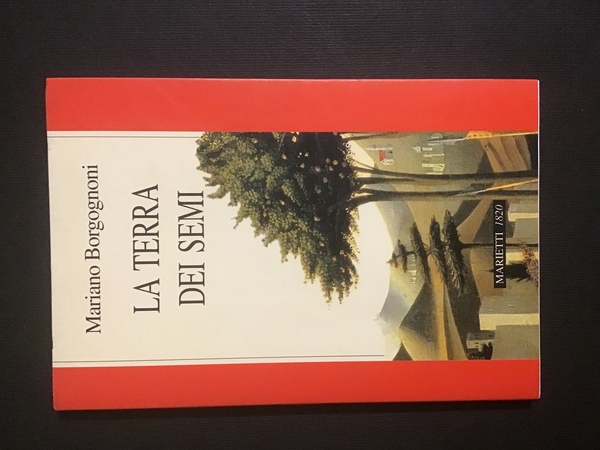 Mariano Borgognoni
LA TERRA
DEI SEMI
MARIETTI 1820